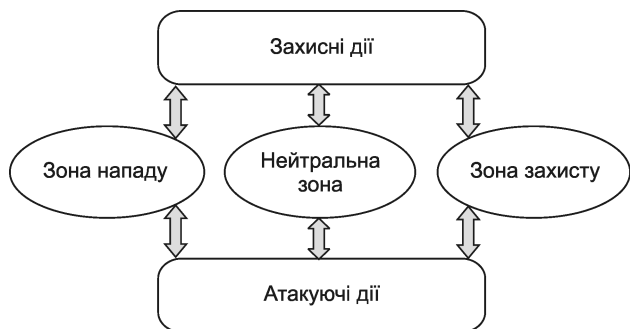 Захисні дії
Зона нападу
Нейтральна
зона
Зона захисту
Атакуючі дії